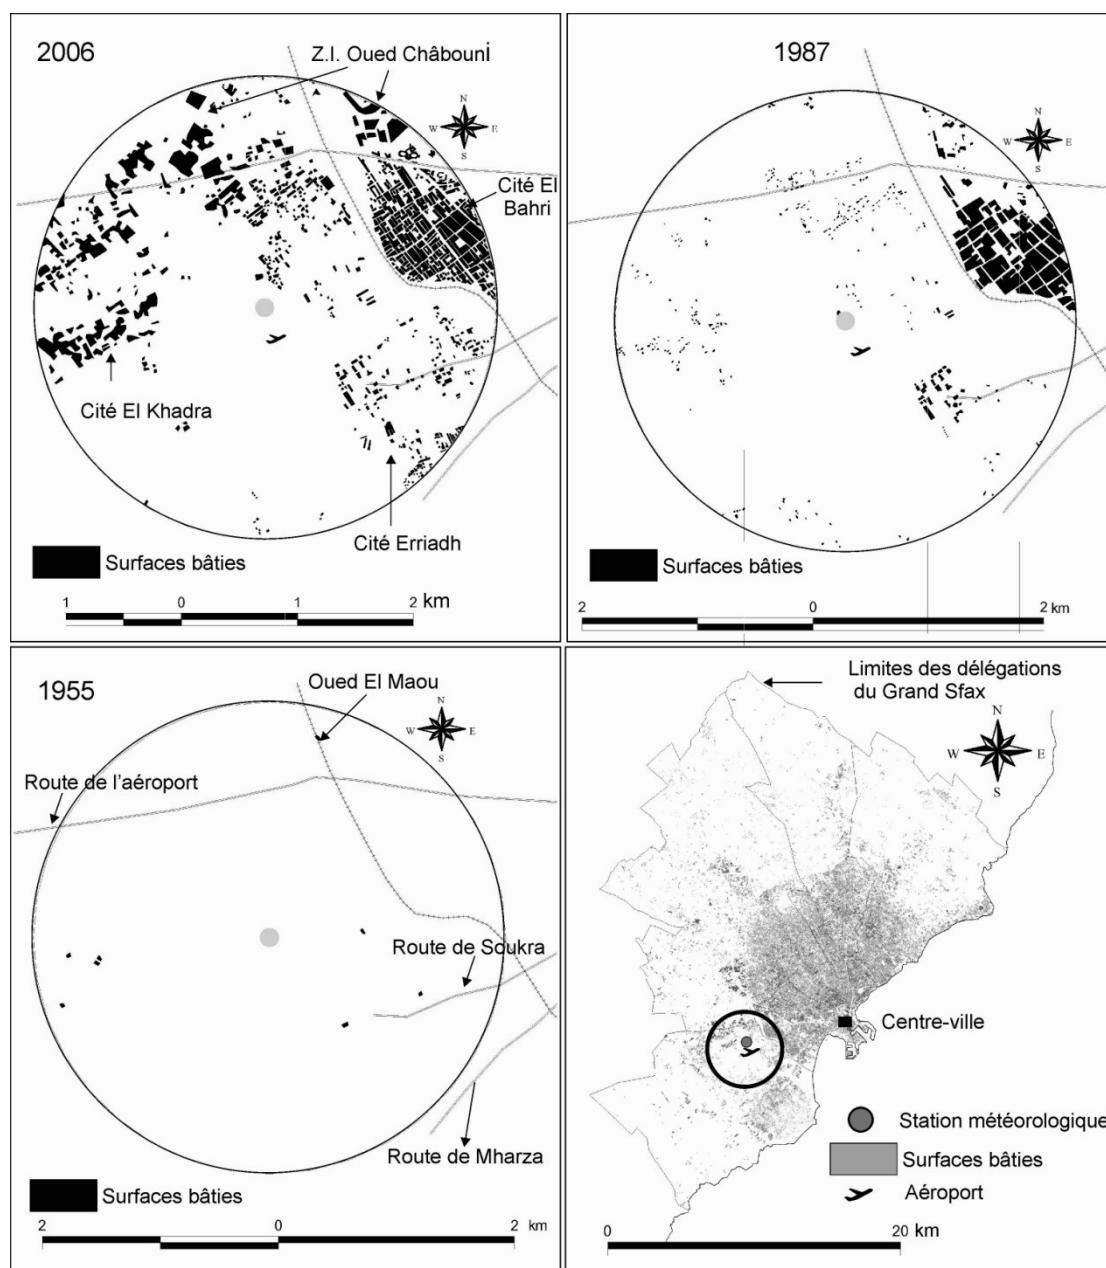 2006
Z.I. Oued Châbouni
N
W E
S
Cité El
Bahri
Cité El Khadra
Cité Erriadh
Surfaces bâties
1 0 1 2 km
1987
N
W E
S
Surfaces bâties
2 0 2 km
1955
Oued El Maou
N
W E
S
Route de l'aéroport
Route de Soukra
Route de Mharza
Surfaces bâties
2 0 2 km
Limites des délégations
du Grand Sfax
N
W E
S
Centre-ville
Station météorologique
Surfaces bâties
Aéroport
0 20 km